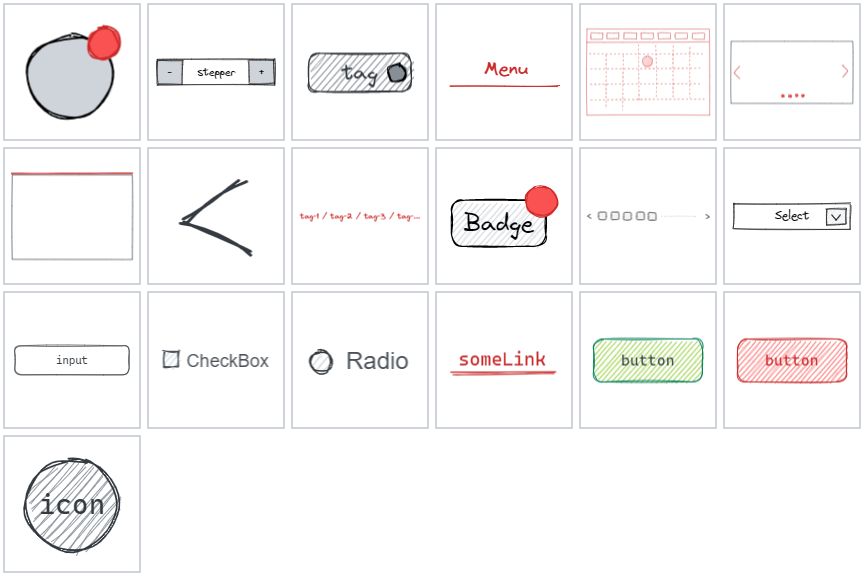 - stepper +
tag
Menu
tag-1 / tag-2 / tag-3 / tag-...
Badge
< >
Select
input
CheckBox
Radio
someLink
button
button
icon